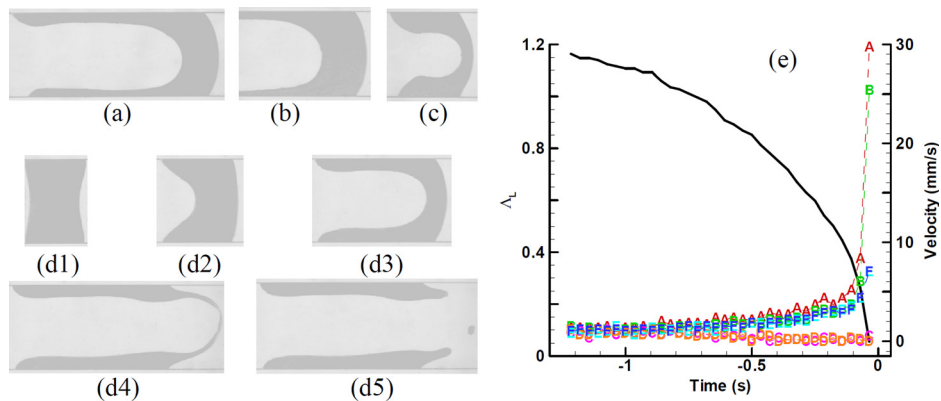 (a)
(b)
(c)
(d1)
(d2)
(d3)
(d4)
(d5)
(e)
1.2
0.8
0.4
0
Λ_L
-1
-0.5
0
Time (s)
30
20
10
0
Velocity (mm/s)
A
B
A
B
F
C
D